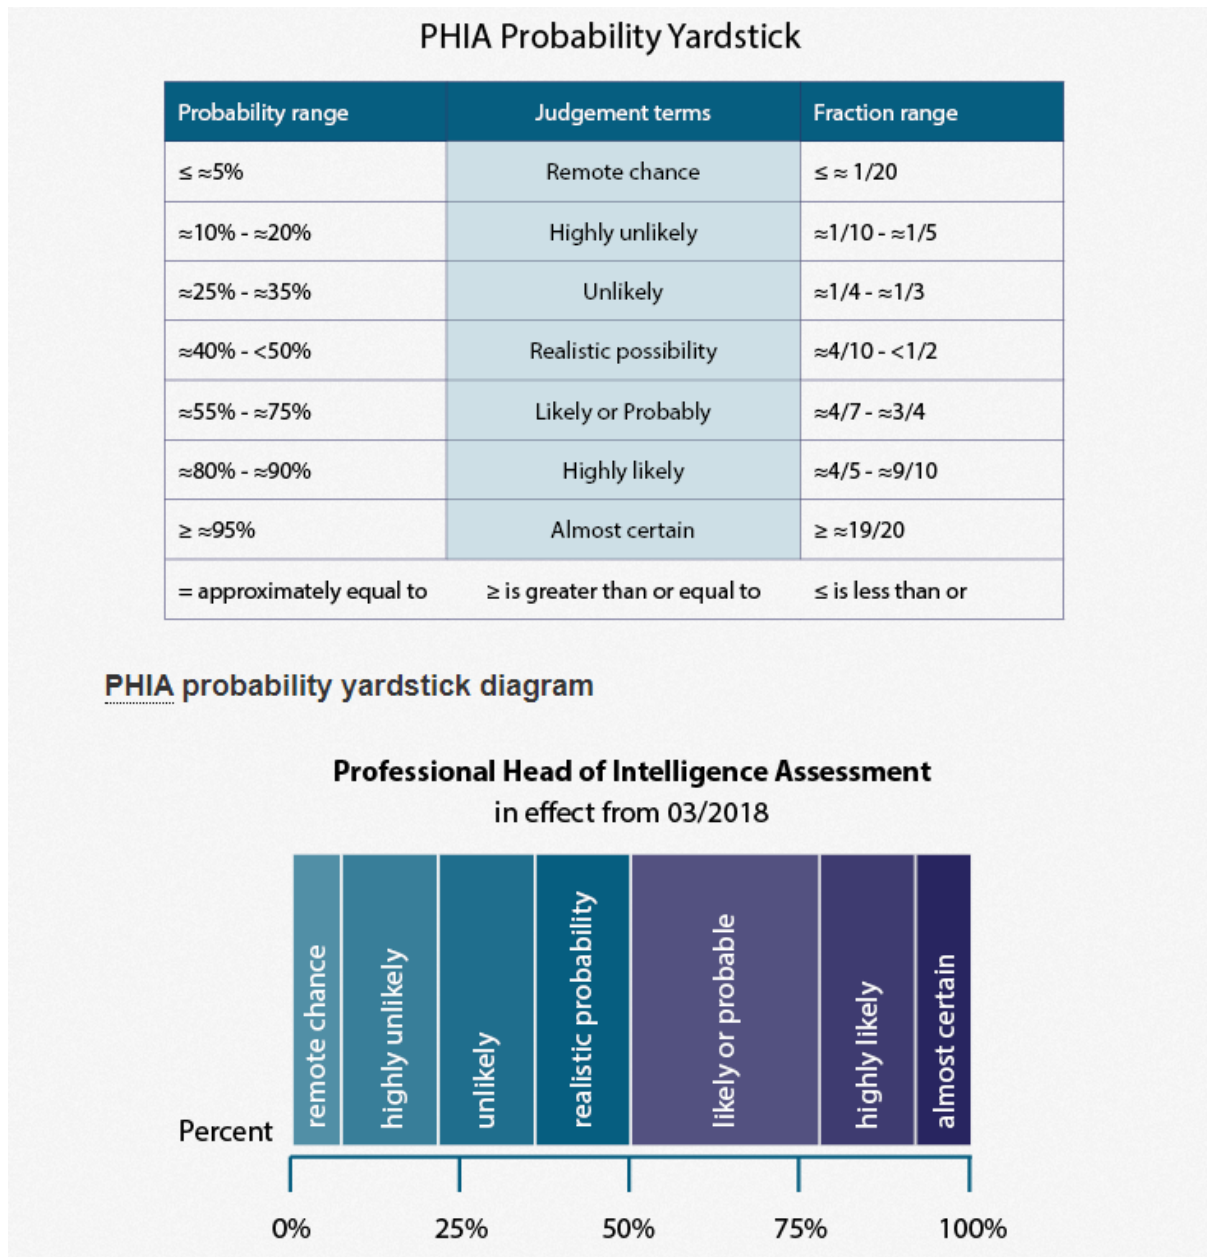 PHIA Probability Yardstick
Probability range Judgement terms Fraction range
≤ ≈5% Remote chance ≤ ≈ 1/20
≈10% - ≈20% Highly unlikely ≈1/10 - ≈1/5
≈25% - ≈35% Unlikely ≈1/4 - ≈1/3
≈40% - <50% Realistic possibility ≈4/10 - <1/2
≈55% - ≈75% Likely or Probably ≈4/7 - ≈3/4
≈80% - ≈90% Highly likely ≈4/5 - ≈9/10
≥ ≈95% Almost certain ≥ ≈19/20
= approximately equal to ≥ is greater than or equal to ≤ is less than or
PHIA probability yardstick diagram
Professional Head of Intelligence Assessment
in effect from 03/2018
remote chance
highly unlikely
unlikely
realistic probability
likely or probable
highly likely
almost certain
Percent
0% 25% 50% 75% 100%